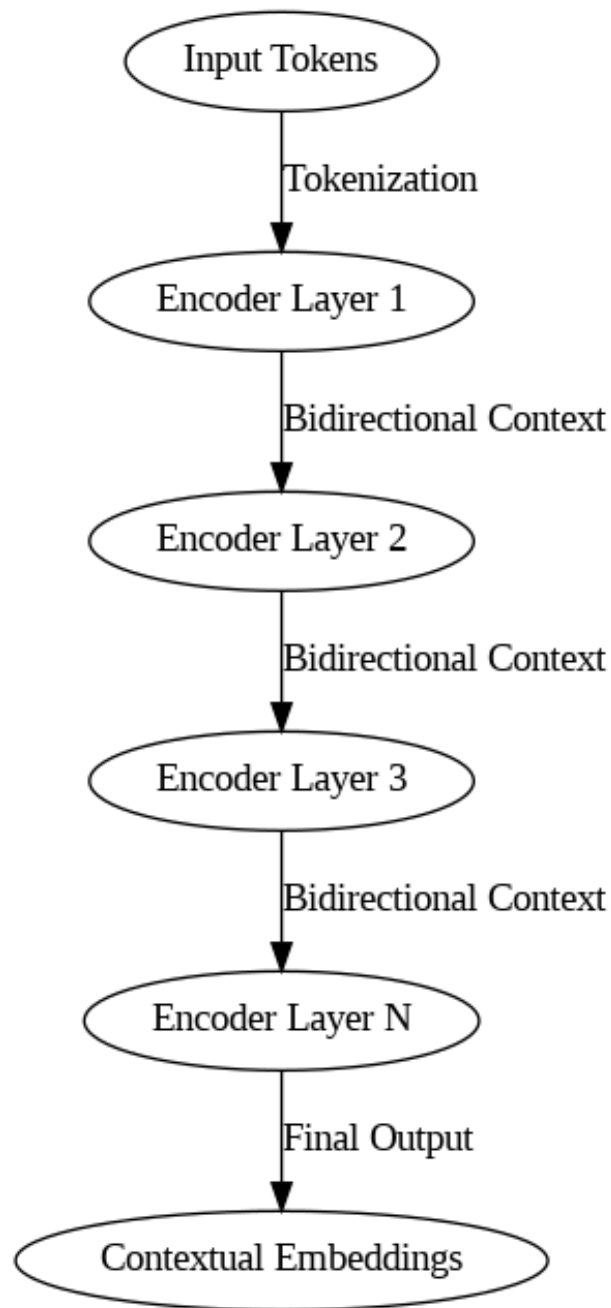 Input Tokens
Tokenization
Encoder Layer 1
Bidirectional Context
Encoder Layer 2
Bidirectional Context
Encoder Layer 3
Bidirectional Context
Encoder Layer N
Final Output
Contextual Embeddings